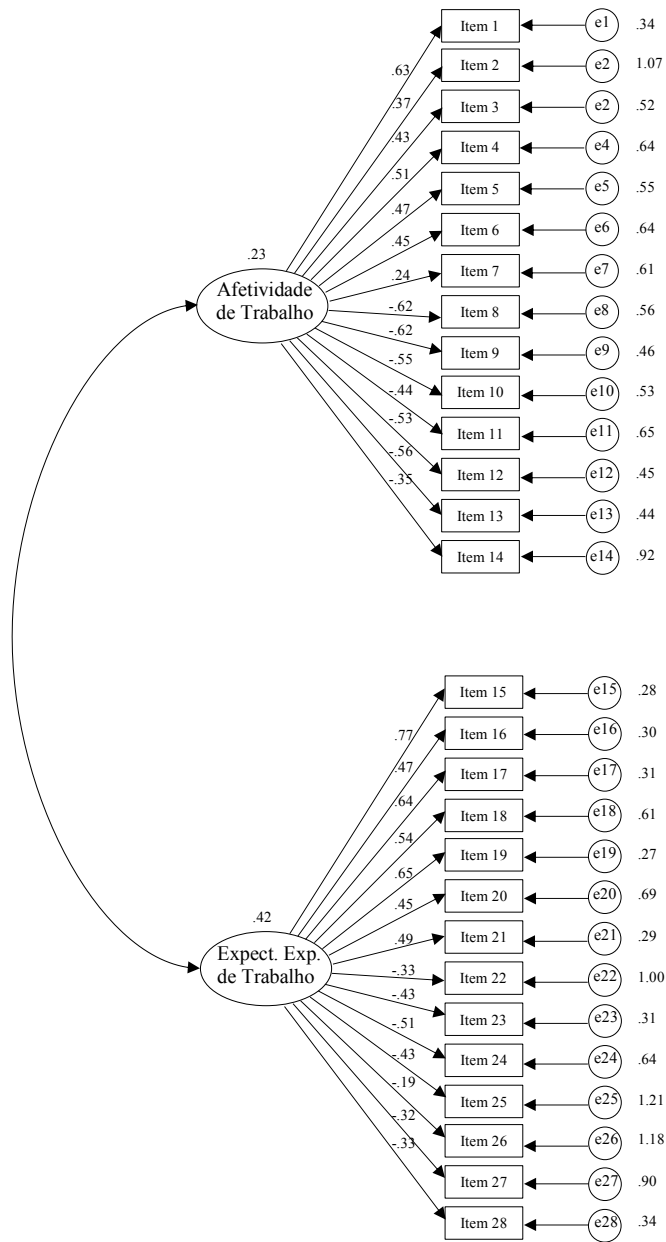 Item 1 e1 .34
Item 2 e2 1.07
.63
Item 3 e2 .52
.37
.43
Item 4 e4 .64
.51
Item 5 e5 .55
.47
Item 6 e6 .64
.45
.23
Item 7 e7 .61
.24
Afetividade
de Trabalho
Item 8 e8 .56
-.62
-.62
Item 9 e9 .46
-.55
Item 10 e10 .53
-.44
Item 11 e11 .65
-.53
-.56
Item 12 e12 .45
-.35
Item 13 e13 .44
Item 14 e14 .92
Item 15 e15 .28
Item 16 e16 .30
.77
.47
Item 17 e17 .31
.64
Item 18 e18 .61
.54
Item 19 e19 .27
.65
Item 20 e20 .69
.45
.42
Item 21 e21 .29
.49
Expect. Exp.
de Trabalho
Item 22 e22 1.00
-.33
-.43
Item 23 e23 .31
-.51
Item 24 e24 .64
-.43
Item 25 e25 1.21
-.19
-.32
Item 26 e26 1.18
-.33
Item 27 e27 .90
Item 28 e28 .34